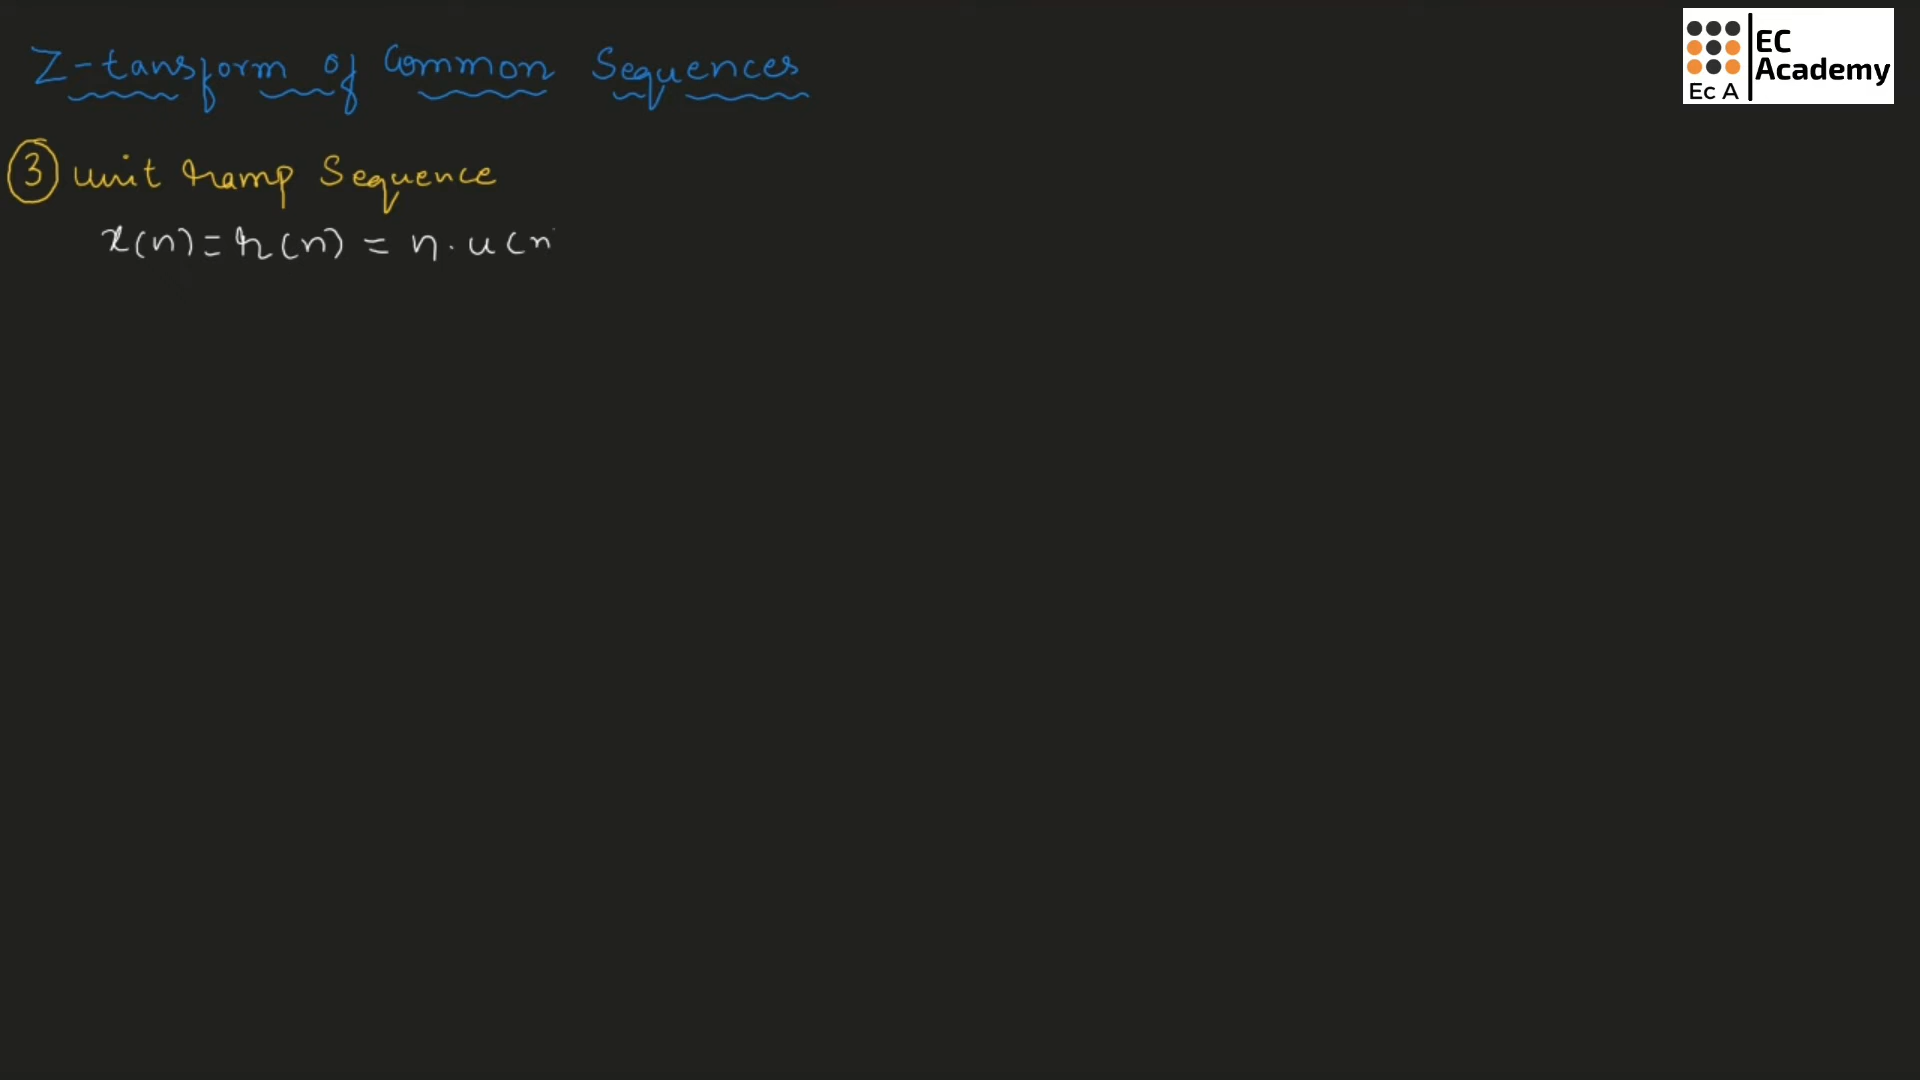 Z-tansform of Common Sequences
EC
Academy
Ec A
3 unit ramp Sequence
x(n) = r(n) = n. u(n